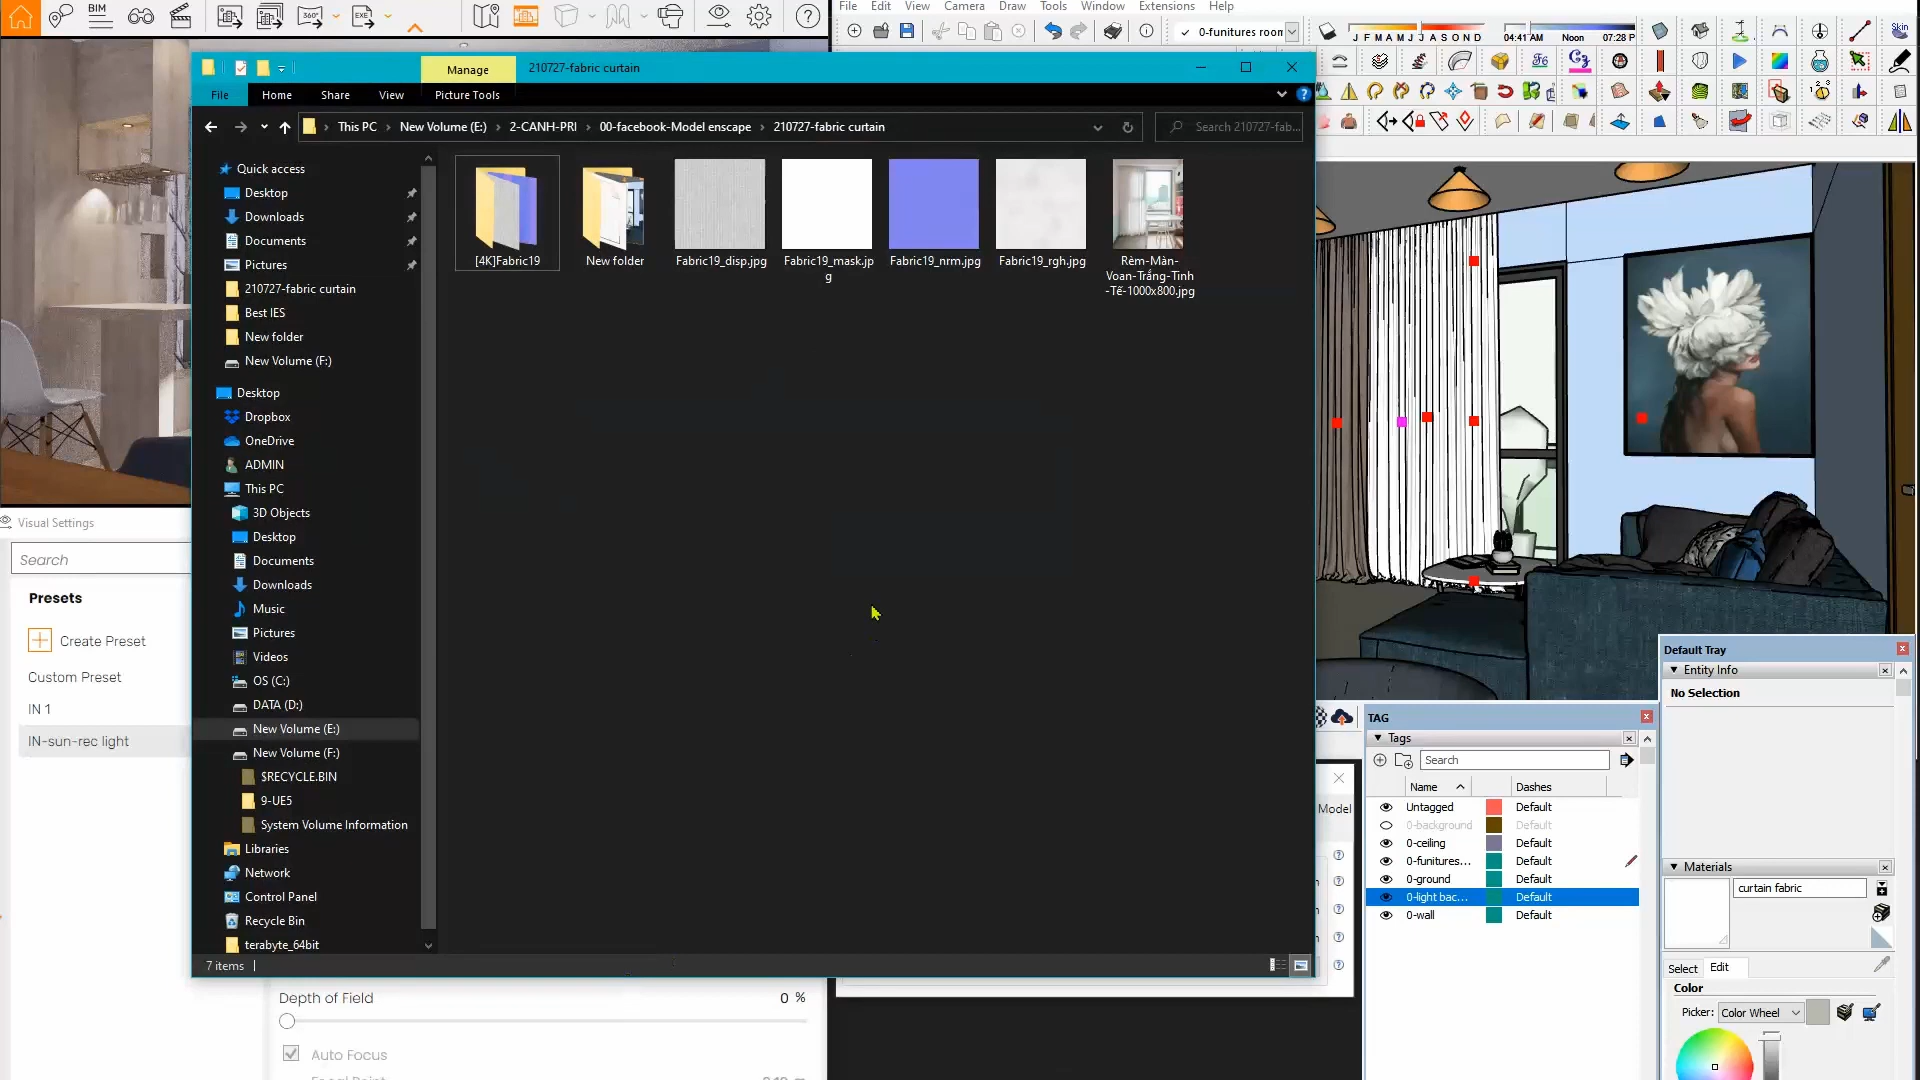 BIM
360°
EXE
File Edit View Camera Draw Tools Window Extensions Help
0-funitures room
J F M A M J J A S O N D
04:41 AM Noon 07:28 P
Skin
Manage
210727-fabric curtain
File Home Share View Picture Tools
This PC > New Volume (E:) > 2-CANH-PRI > 00-facebook-Model enscape > 210727-fabric curtain
Search 210727-fab...
Quick access
Desktop
Downloads
Documents
Pictures
210727-fabric curtain
Best IES
New folder
New Volume (F:)
Desktop
Dropbox
OneDrive
ADMIN
This PC
3D Objects
Desktop
Documents
Downloads
Music
Pictures
Videos
OS (C:)
DATA (D:)
New Volume (E:)
New Volume (F:)
$RECYCLE.BIN
9-UE5
System Volume Information
Libraries
Network
Control Panel
Recycle Bin
terabyte_64bit
7 items
[4K]Fabric19
New folder
Fabric19_disp.jpg
Fabric19_mask.jp
g
Fabric19_nrm.jpg
Fabric19_rgh.jpg
Rèm-Màn-
Voan-Trắng-Tinh
-Tế-1000x800.jpg
Visual Settings
Search
Presets
Create Preset
Custom Preset
IN 1
IN-sun-rec light
Depth of Field
0 %
Auto Focus
Model
TAG
Tags
Search
Name Dashes
Untagged Default
0-background Default
0-ceiling Default
0-funitures... Default
0-ground Default
0-light bac... Default
0-wall Default
Default Tray
Entity Info
No Selection
Materials
curtain fabric
Select Edit
Color
Picker: Color Wheel